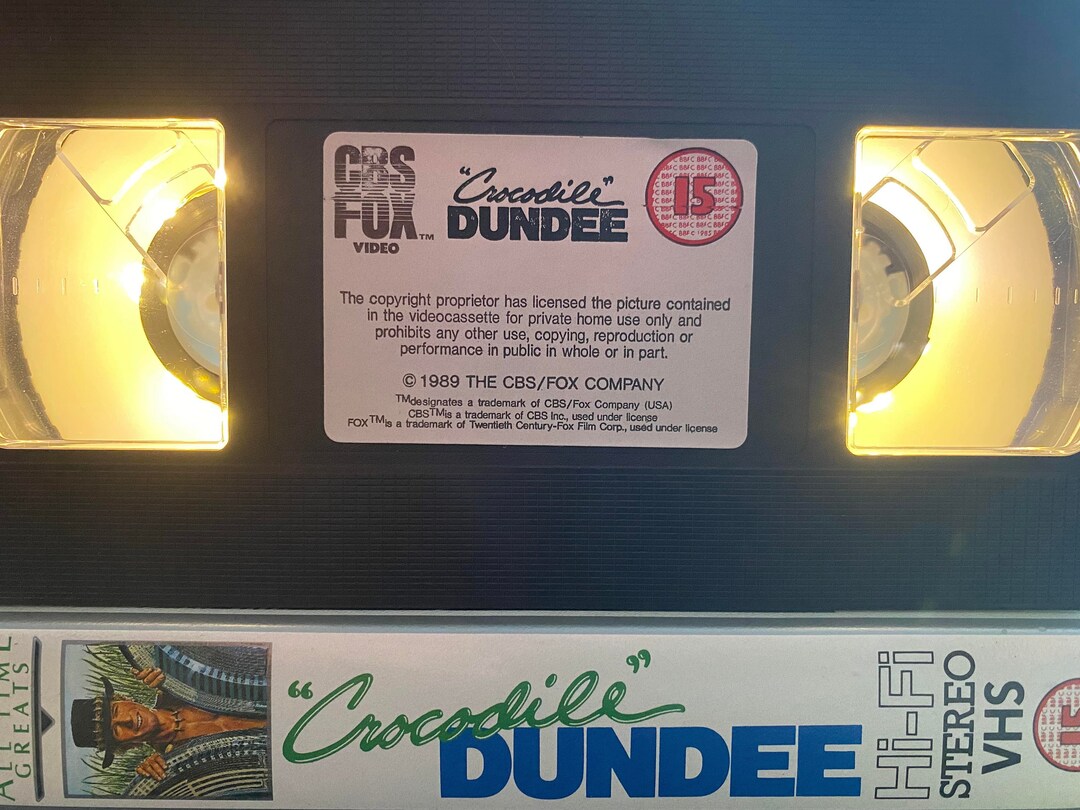 CBS
FOX™
VIDEO
"Crocodile"
DUNDEE
15
The copyright proprietor has licensed the picture contained
in the videocassette for private home use only and
prohibits any other use, copying, reproduction or
performance in public in whole or in part.
© 1989 THE CBS/FOX COMPANY
TMdesignates a trademark of CBS/Fox Company (USA)
CBSTMis a trademark of CBS Inc., used under license
FOX TMis a trademark of Twentieth Century-Fox Film Corp., used under license
ALL TIME
GREATS
"Crocodile"
DUNDEE
Hi-Fi
STEREO
VHS
15